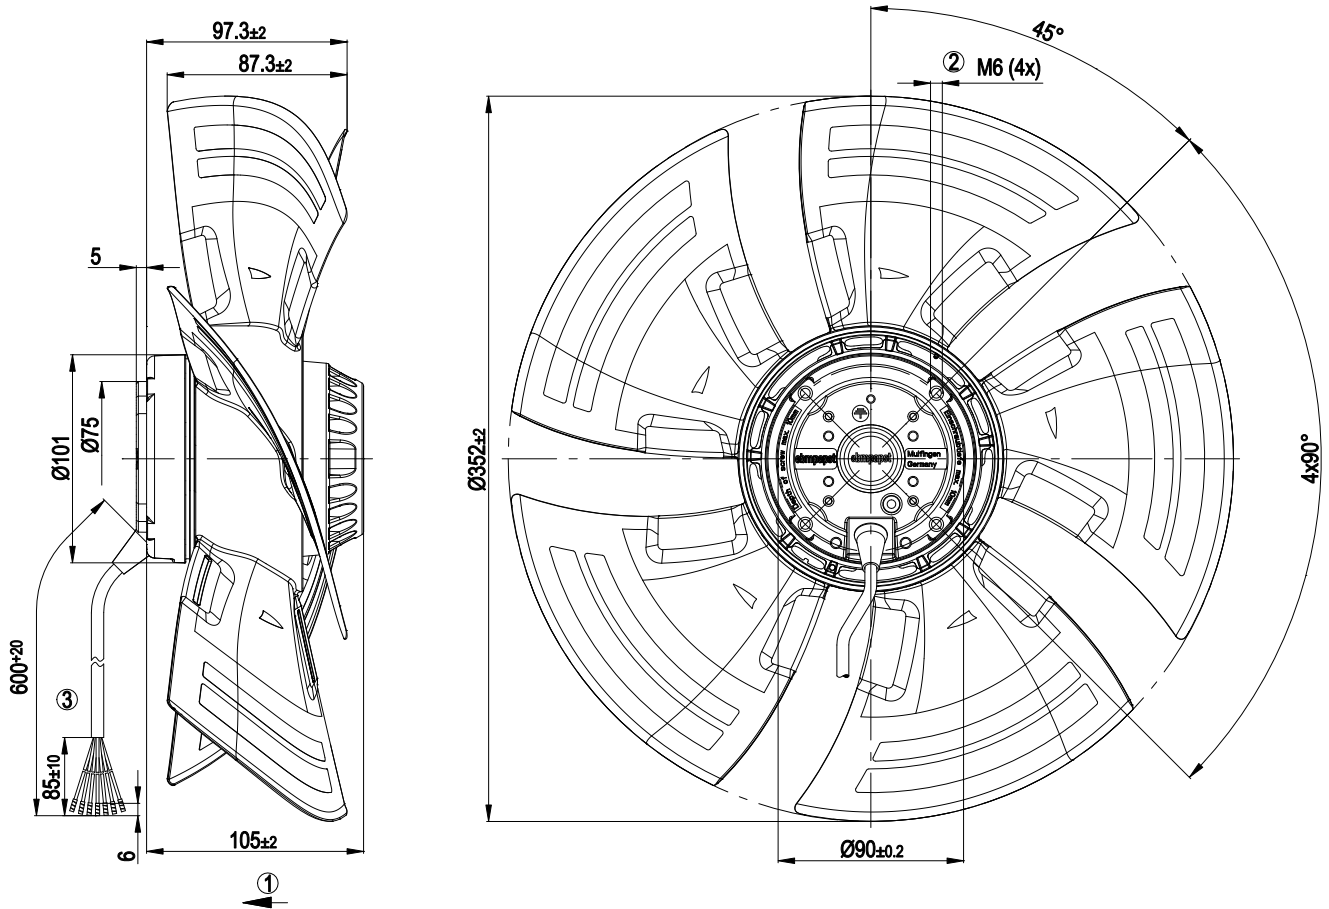 97.3±2
87.3±2
45°
② M6 (4x)
5
Ø101
Ø75
Ø352±2
4x90°
ebmpapst
ebmpapst
Mulfingen
Germany
600+20
③
85±10
6
105±2
Ø90±0.2
①